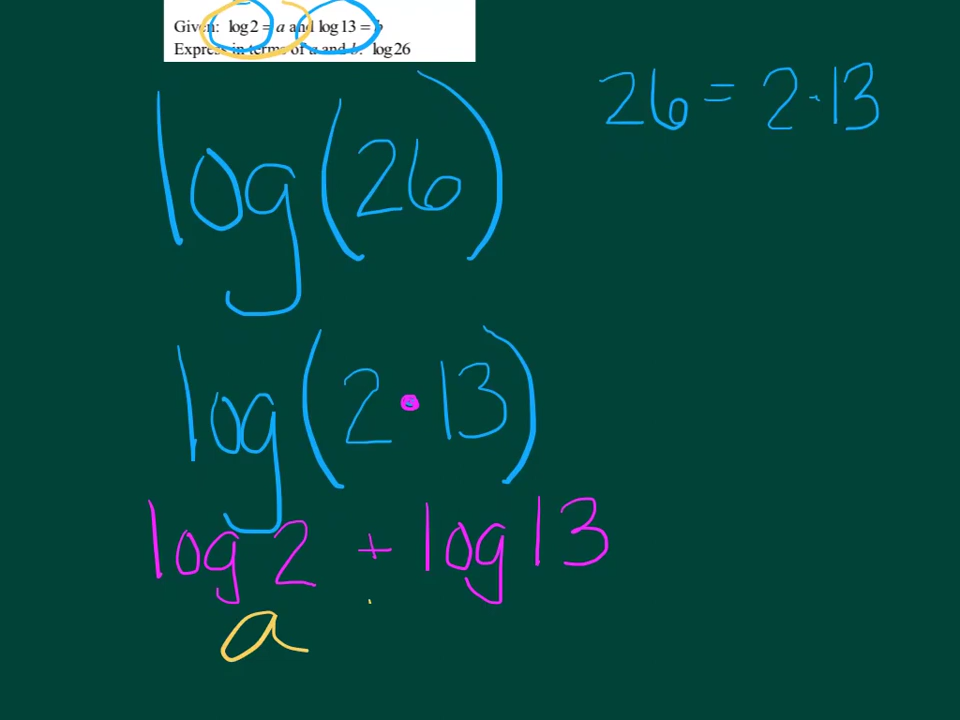 Given: log 2 = a and log 13 = b
Express in terms of a and b: log 26
26 = 2·13
log(26)
log(2·13)
log 2 + log 13
a